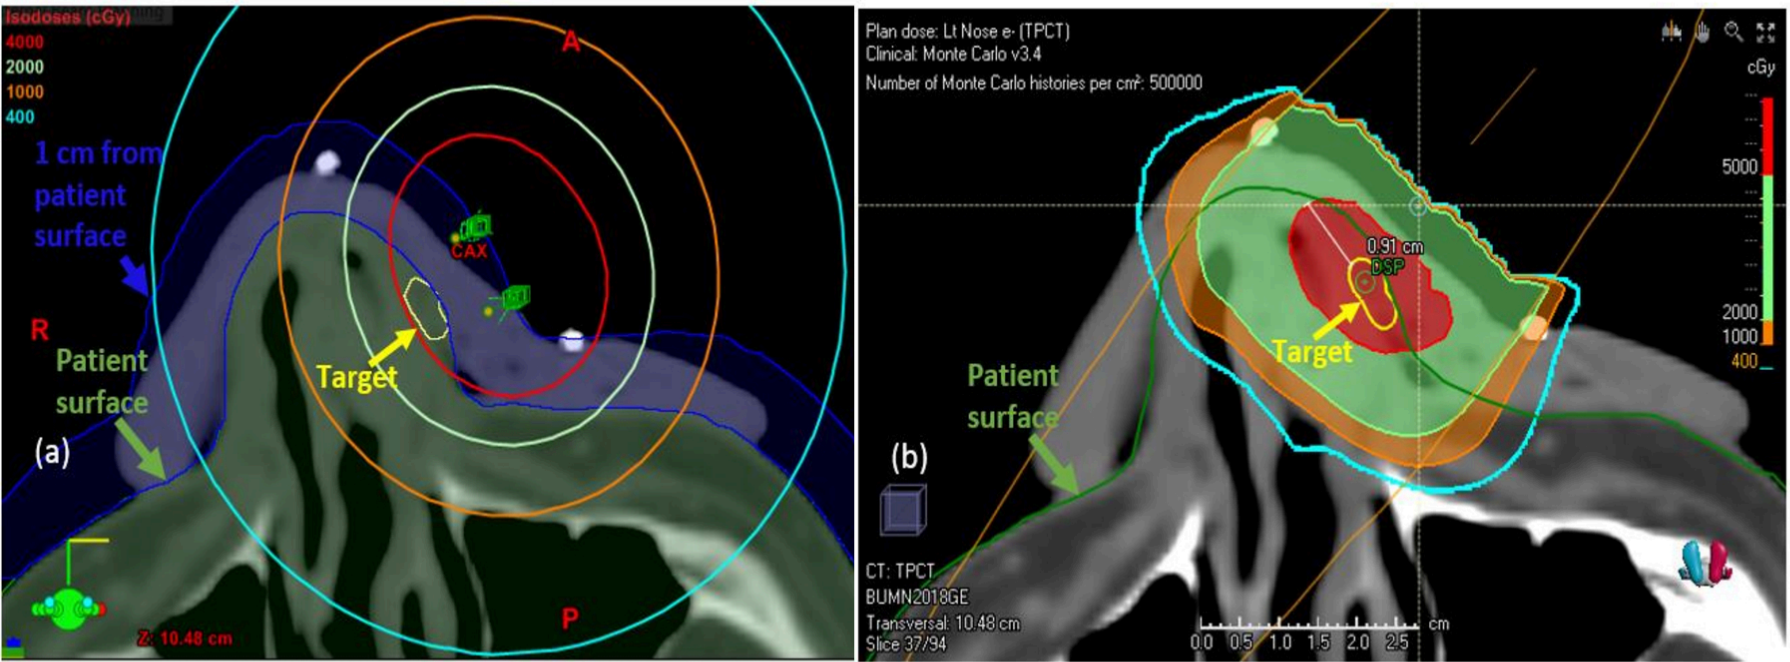 Isodoses (cGy)
4000
2000
1000
400
1 cm from
patient
surface
A
CAX
R
Patient
surface
Target
(a)
P
Z: 10.48 cm
Plan dose: Lt Nose e- (TPCT)
Clinical: Monte Carlo v3.4
Number of Monte Carlo histories per cm²: 500000
cGy
5000
2000
1000
400
0.91 cm
DSP
Target
Patient
surface
(b)
CT: TPCT
BUMN2018GE
Transversal: 10.48 cm
Slice 37/94
0.0 0.5 1.0 1.5 2.0 2.5 cm